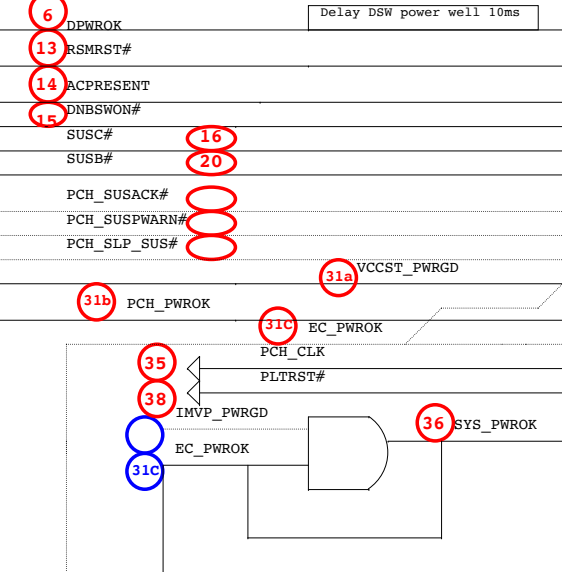 6 DPWROK Delay DSW power well 10ms
13 RSMRST#
14 ACPRESENT
15 DNBSWON#
SUSC# 16
SUSB# 20
PCH_SUSACK#
PCH_SUSPWARN#
PCH_SLP_SUS#
31a VCCST_PWRGD
31b PCH_PWROK
31C EC_PWROK
35 PCH_CLK
38 PLTRST#
IMVP_PWRGD
36 SYS_PWROK
31C EC_PWROK